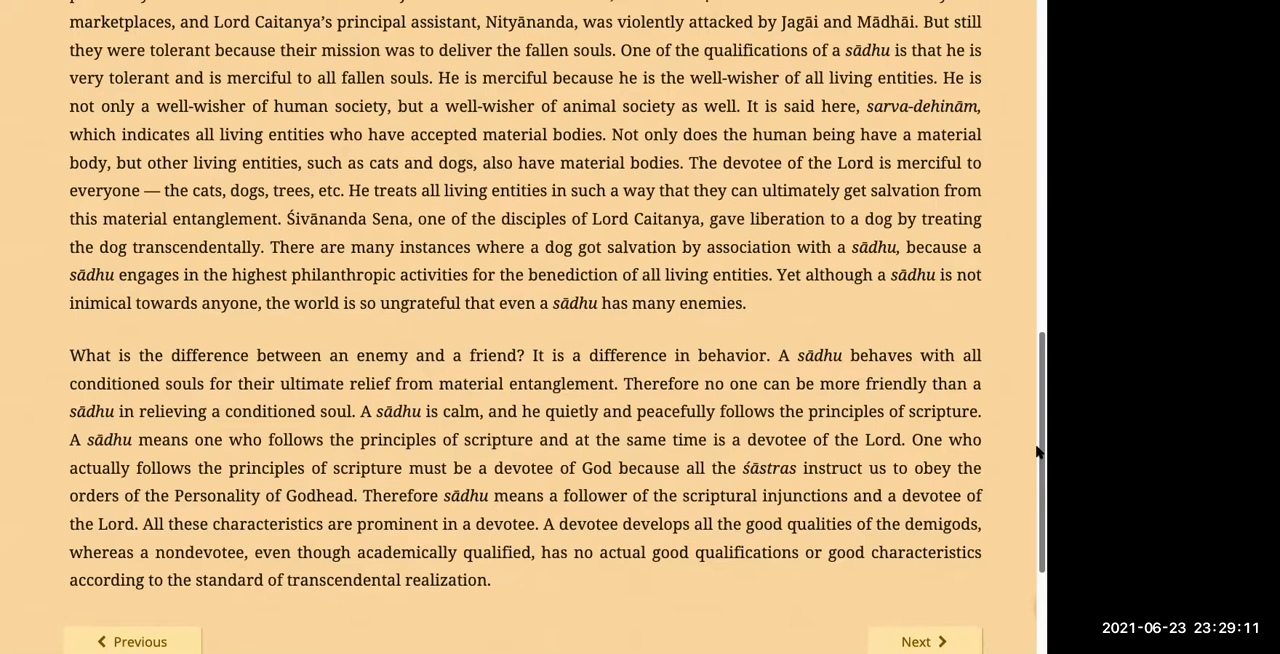 marketplaces, and Lord Caitanya’s principal assistant, Nityānanda, was violently attacked by Jagāi and Mādhāi. But still
they were tolerant because their mission was to deliver the fallen souls. One of the qualifications of a sādhu is that he is
very tolerant and is merciful to all fallen souls. He is merciful because he is the well-wisher of all living entities. He is
not only a well-wisher of human society, but a well-wisher of animal society as well. It is said here, sarva-dehinām,
which indicates all living entities who have accepted material bodies. Not only does the human being have a material
body, but other living entities, such as cats and dogs, also have material bodies. The devotee of the Lord is merciful to
everyone — the cats, dogs, trees, etc. He treats all living entities in such a way that they can ultimately get salvation from
this material entanglement. Śivānanda Sena, one of the disciples of Lord Caitanya, gave liberation to a dog by treating
the dog transcendentally. There are many instances where a dog got salvation by association with a sādhu, because a
sādhu engages in the highest philanthropic activities for the benediction of all living entities. Yet although a sādhu is not
inimical towards anyone, the world is so ungrateful that even a sādhu has many enemies.
What is the difference between an enemy and a friend? It is a difference in behavior. A sādhu behaves with all
conditioned souls for their ultimate relief from material entanglement. Therefore no one can be more friendly than a
sādhu in relieving a conditioned soul. A sādhu is calm, and he quietly and peacefully follows the principles of scripture.
A sādhu means one who follows the principles of scripture and at the same time is a devotee of the Lord. One who
actually follows the principles of scripture must be a devotee of God because all the śāstras instruct us to obey the
orders of the Personality of Godhead. Therefore sādhu means a follower of the scriptural injunctions and a devotee of
the Lord. All these characteristics are prominent in a devotee. A devotee develops all the good qualities of the demigods,
whereas a nondevotee, even though academically qualified, has no actual good qualifications or good characteristics
according to the standard of transcendental realization.
Previous
Next
2021-06-23 23:29:11